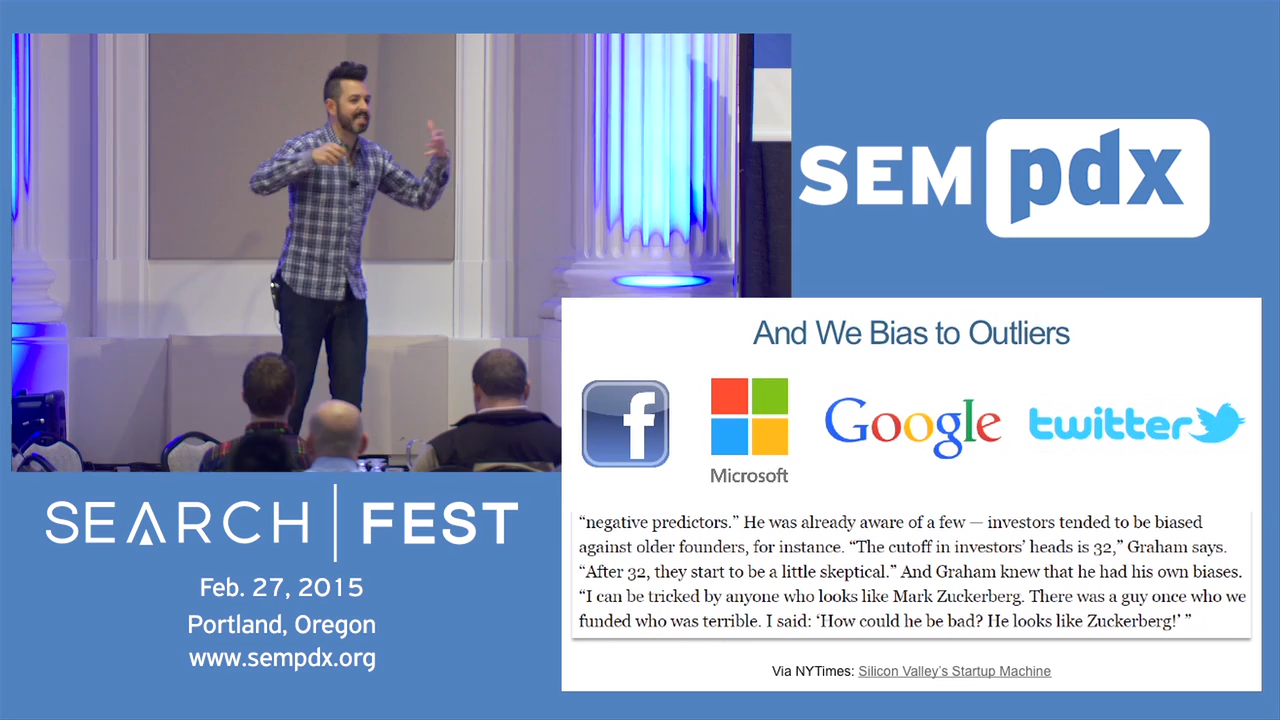 SEM pdx
And We Bias to Outliers
f
Microsoft
Google
twitter
“negative predictors.” He was already aware of a few — investors tended to be biased
against older founders, for instance. “The cutoff in investors’ heads is 32,” Graham says.
“After 32, they start to be a little skeptical.” And Graham knew that he had his own biases.
“I can be tricked by anyone who looks like Mark Zuckerberg. There was a guy once who we
funded who was terrible. I said: ‘How could he be bad? He looks like Zuckerberg!’ ”
Via NYTimes: Silicon Valley’s Startup Machine
SEARCH FEST
Feb. 27, 2015
Portland, Oregon
www.sempdx.org